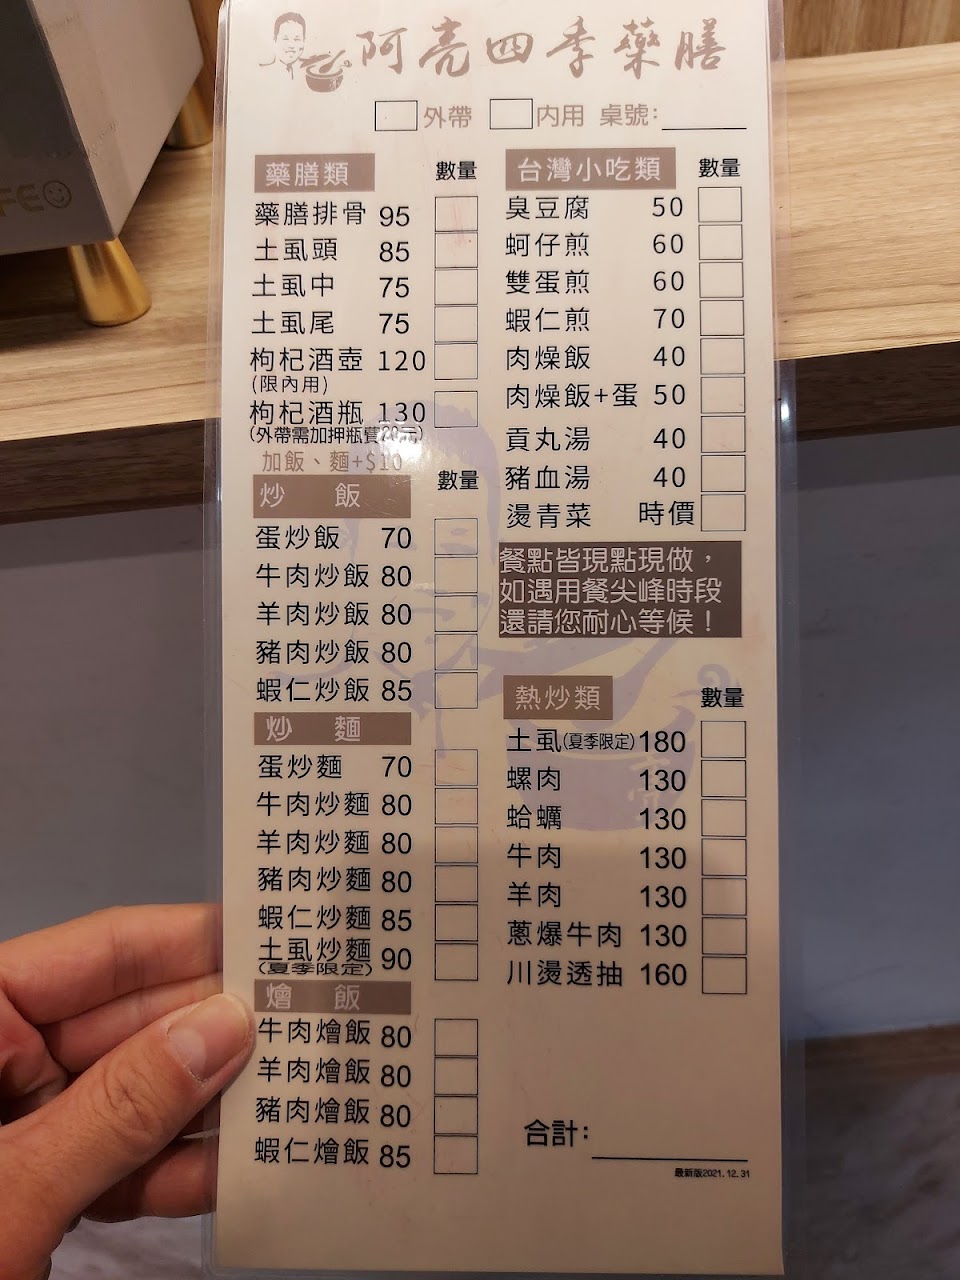 阿亮四季藥膳
外帶 內用 桌號:
藥膳類 數量
藥膳排骨 95
土虱頭 85
土虱中 75
土虱尾 75
枸杞酒壺 120
(限內用)
枸杞酒瓶 130
(外帶需加押瓶費20元)
加飯、麵+$10
炒飯 數量
蛋炒飯 70
牛肉炒飯 80
羊肉炒飯 80
豬肉炒飯 80
蝦仁炒飯 85
炒麵
蛋炒麵 70
牛肉炒麵 80
羊肉炒麵 80
豬肉炒麵 80
蝦仁炒麵 85
土虱炒麵 90
(夏季限定)
燴飯
牛肉燴飯 80
羊肉燴飯 80
豬肉燴飯 80
蝦仁燴飯 85
台灣小吃類 數量
臭豆腐 50
蚵仔煎 60
雙蛋煎 60
蝦仁煎 70
肉燥飯 40
肉燥飯+蛋 50
貢丸湯 40
豬血湯 40
燙青菜 時價
餐點皆現點現做，
如遇用餐尖峰時段
還請您耐心等候！
熱炒類 數量
土虱(夏季限定) 180
螺肉 130
蛤蠣 130
牛肉 130
羊肉 130
蔥爆牛肉 130
川燙透抽 160
合計:
最新版2021.12.31